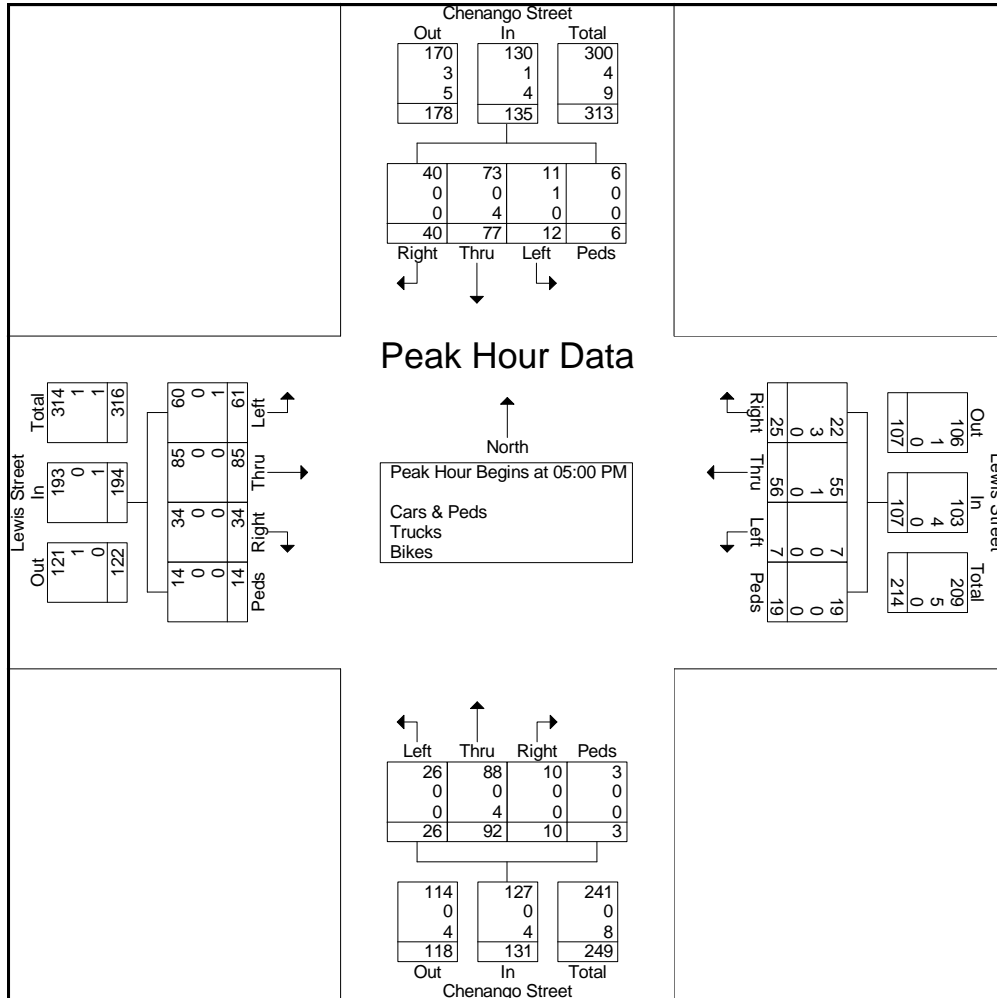 Chenango Street
Out In Total
170 130 300
3 1 4
5 4 9
178 135 313
40 73 11 6
0 0 1 0
0 4 0 0
40 77 12 6
Right Thru Left Peds
Peak Hour Data
North
Peak Hour Begins at 05:00 PM
Cars & Peds
Trucks
Bikes
Lewis Street
Out In Total
121 193 314
1 0 1
0 1 1
122 194 316
14 34 85 60
0 0 0 0
0 0 0 1
14 34 85 61
Peds Right Thru Left
Lewis Street
Out In Total
106 103 209
1 4 5
0 0 0
107 107 214
22 55 7 19
3 1 0 0
0 0 0 0
25 56 7 19
Right Thru Left Peds
Left Thru Right Peds
26 88 10 3
0 0 0 0
0 4 0 0
26 92 10 3
114 127 241
0 0 0
4 4 8
118 131 249
Out In Total
Chenango Street